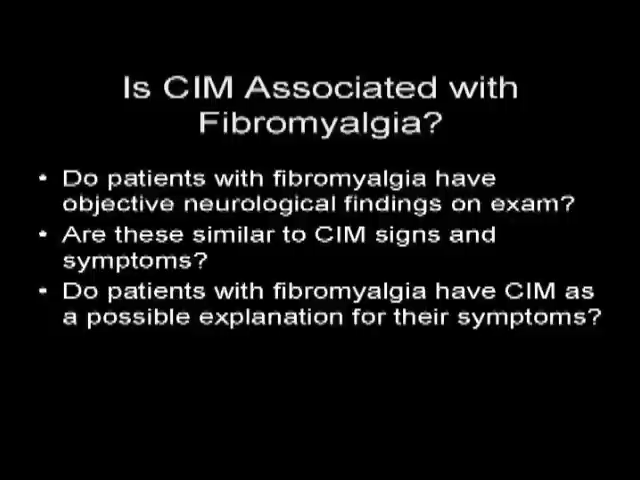 Is CIM Associated with
Fibromyalgia?
• Do patients with fibromyalgia have
objective neurological findings on exam?
• Are these similar to CIM signs and
symptoms?
• Do patients with fibromyalgia have CIM as
a possible explanation for their symptoms?